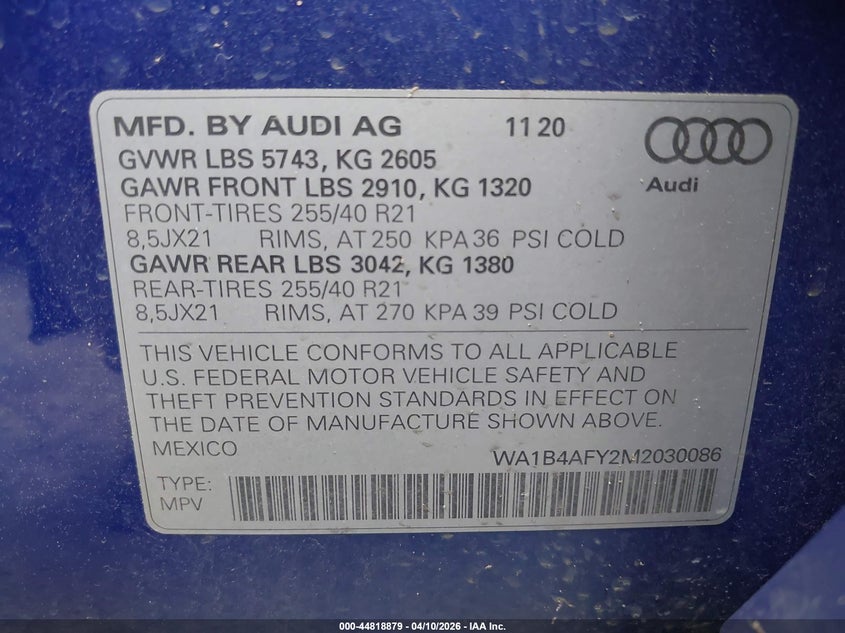 MFD. BY AUDI AG 11 20
GVWR LBS 5743, KG 2605
GAWR FRONT LBS 2910, KG 1320
Audi
FRONT-TIRES 255/40 R21
8,5JX21 RIMS, AT 250 KPA 36 PSI COLD
GAWR REAR LBS 3042, KG 1380
REAR-TIRES 255/40 R21
8,5JX21 RIMS, AT 270 KPA 39 PSI COLD
THIS VEHICLE CONFORMS TO ALL APPLICABLE
U.S. FEDERAL MOTOR VEHICLE SAFETY AND
THEFT PREVENTION STANDARDS IN EFFECT ON
THE DATE OF MANUFACTURE SHOWN ABOVE.
MEXICO WA1B4AFY2M2030086
TYPE:
MPV
000-44818879 - 04/10/2026 - IAA Inc.